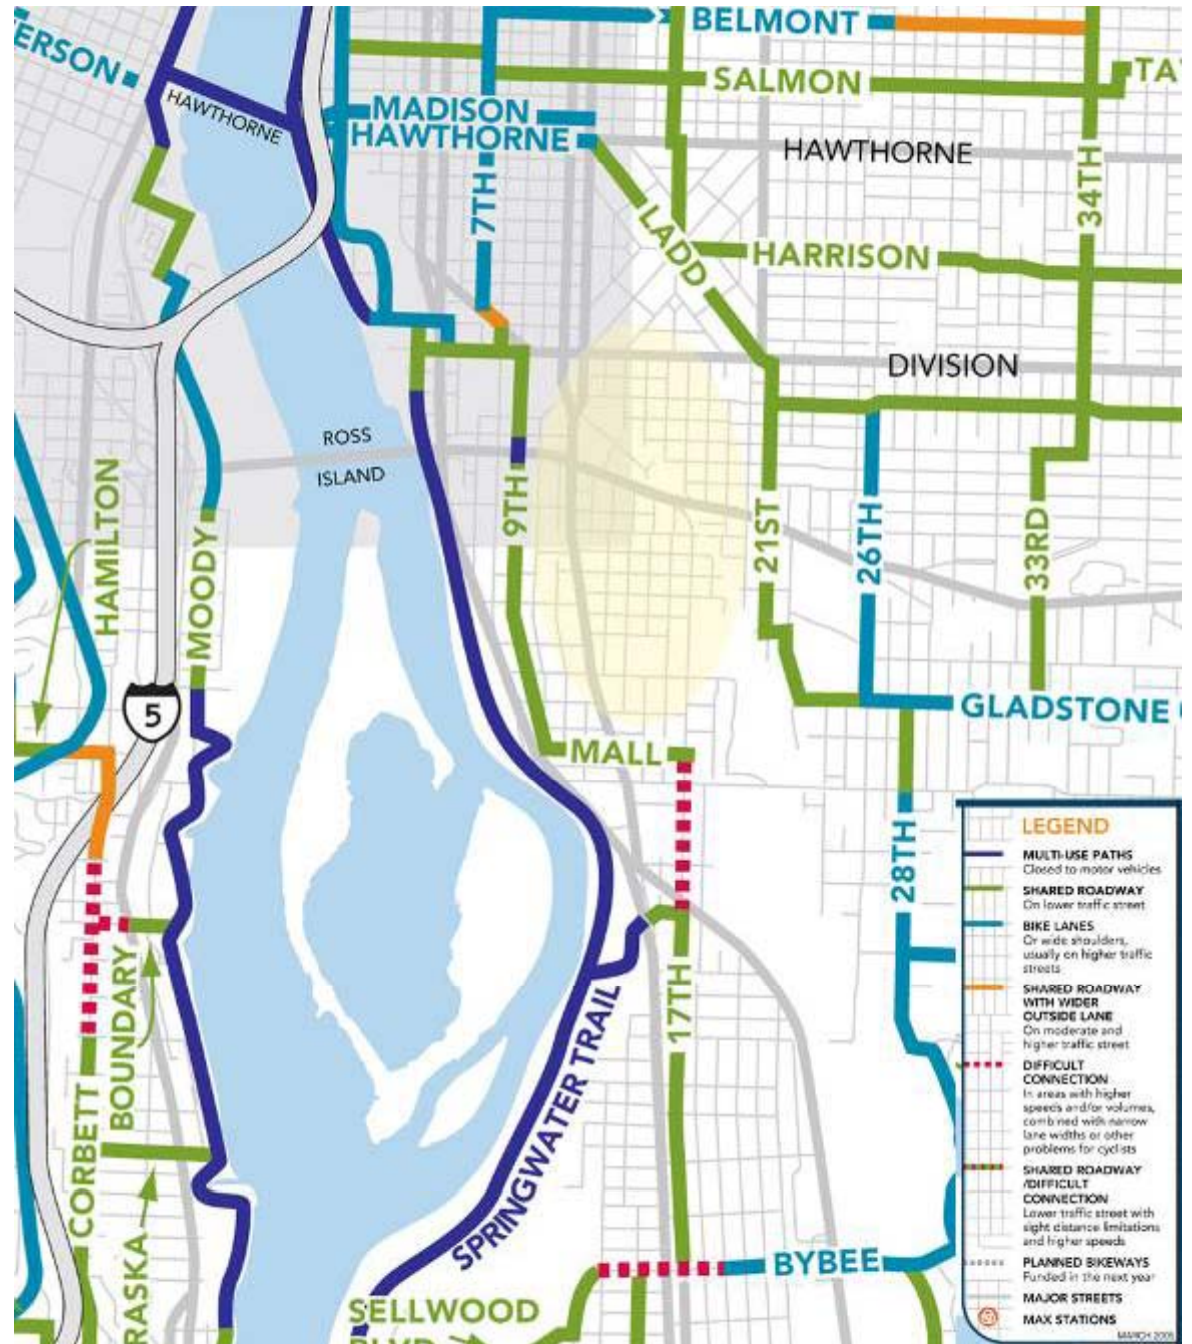 ERSON
BELMONT
SALMON
TA
HAWTHORNE
MADISON
HAWTHORNE
HAWTHORNE
7TH
34TH
LADD
HARRISON
DIVISION
ROSS
ISLAND
HAMILTON
MOODY
9TH
21ST
26TH
33RD
5
GLADSTONE
MALL
28TH
BOUNDARY
CORBETT
17TH
SPRINGWATER TRAIL
RASKA
BYBEE
SELLWOOD
BLVD
LEGEND
MULTI-USE PATHS
Closed to motor vehicles
SHARED ROADWAY
On lower traffic street
BIKE LANES
Or wide shoulders,
usually on higher traffic
streets
SHARED ROADWAY
WITH WIDER
OUTSIDE LANE
On moderate and
higher traffic street
DIFFICULT
CONNECTION
In areas with higher
speeds and/or volumes,
combined with narrow
lane widths or other
problems for cyclists
SHARED ROADWAY
/DIFFICULT
CONNECTION
Lower traffic street with
sight distance limitations
and higher speeds
PLANNED BIKEWAYS
Funded in the next year
MAJOR STREETS
MAX STATIONS